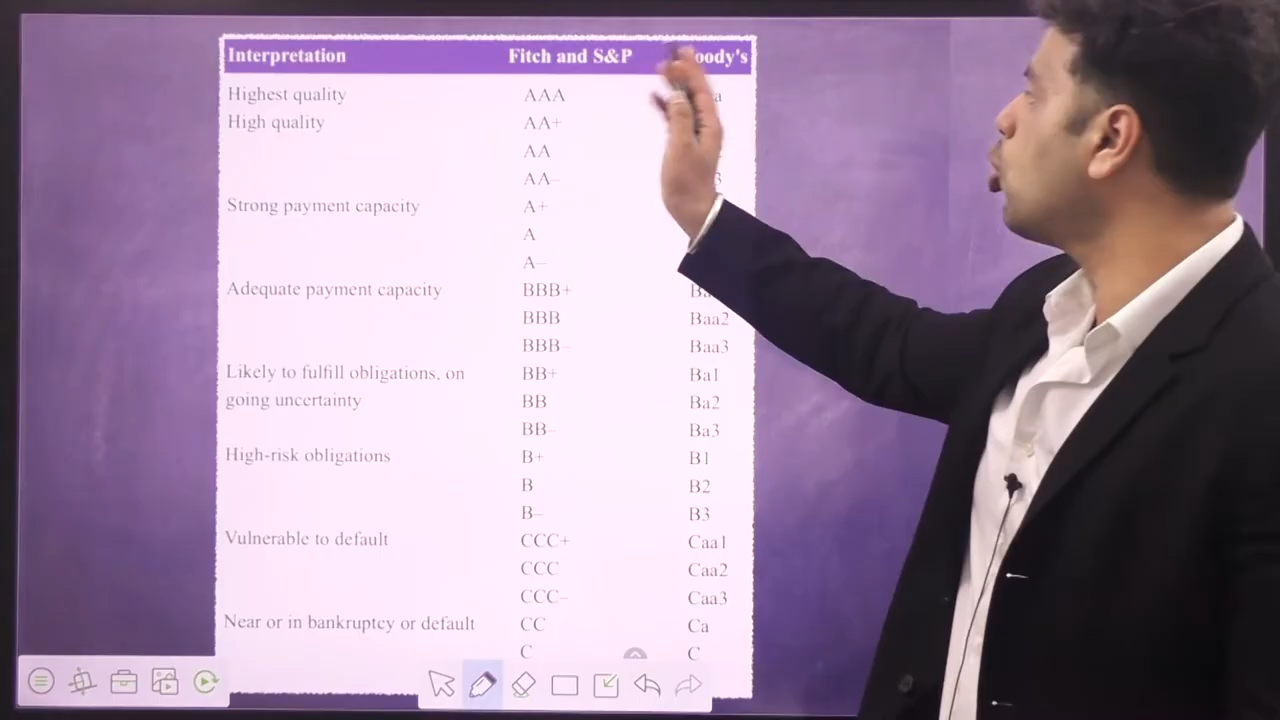 Interpretation Fitch and S&P
Highest quality AAA
High quality AA+
AA
AA–
Strong payment capacity A+
A
A–
Adequate payment capacity BBB+
BBB Baa2
BBB– Baa3
Likely to fulfill obligations, on BB+ Ba1
going uncertainty BB Ba2
BB– Ba3
High-risk obligations B+ B1
B B2
B– B3
Vulnerable to default CCC+ Caa1
CCC Caa2
CCC– Caa3
Near or in bankruptcy or default CC Ca
C C